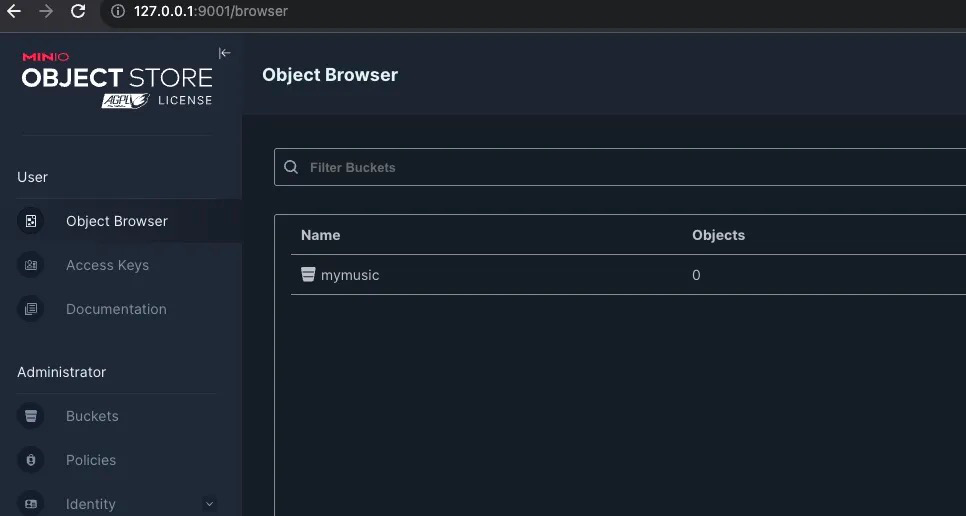 127.0.0.1:9001/browser
MINIO
OBJECT STORE
AGPL LICENSE
Object Browser
User
Filter Buckets
Object Browser
Name Objects
Access Keys
mymusic 0
Documentation
Administrator
Buckets
Policies
Identity